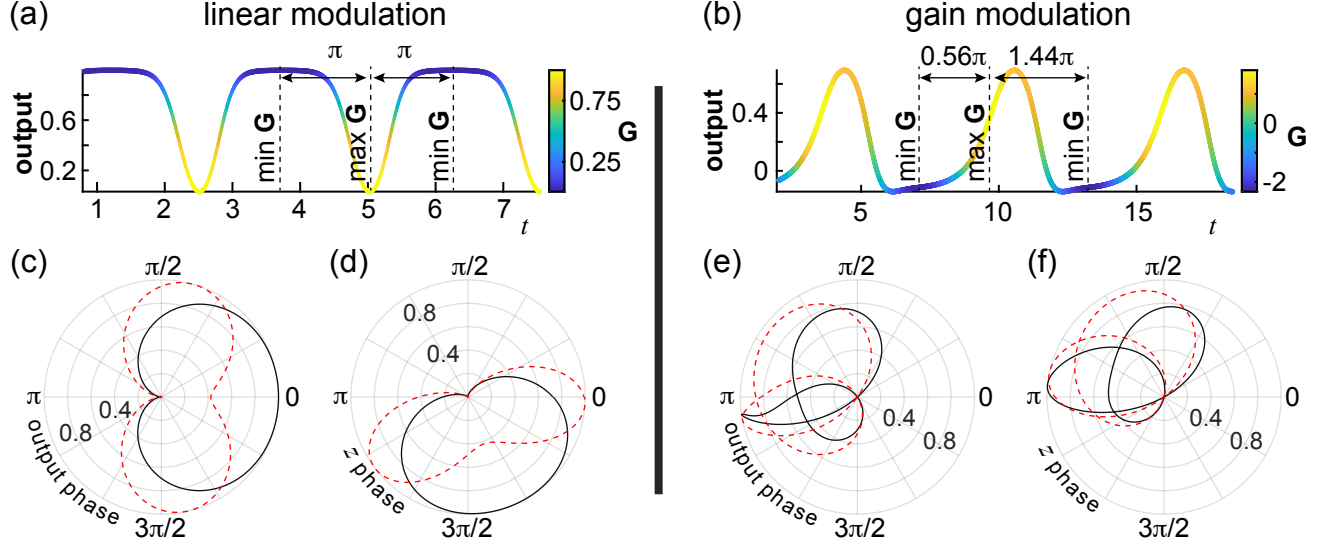 (a) linear modulation
π π
output
0.6
0.2
min G
max G
min G
1 2 3 4 5 6 7
t
0.75
0.25
G
(b) gain modulation
0.56π 1.44π
output
0.4
0
min G
max G
min G
5 10 15
t
0
-2
G
(c)
π/2
π
0
0.4
0.8
output phase
3π/2
(d)
π/2
0.8
0.4
π
0
z phase
3π/2
(e)
π/2
π
0
0.4
0.8
output phase
3π/2
(f)
π/2
π
0
0.4
0.8
z phase
3π/2